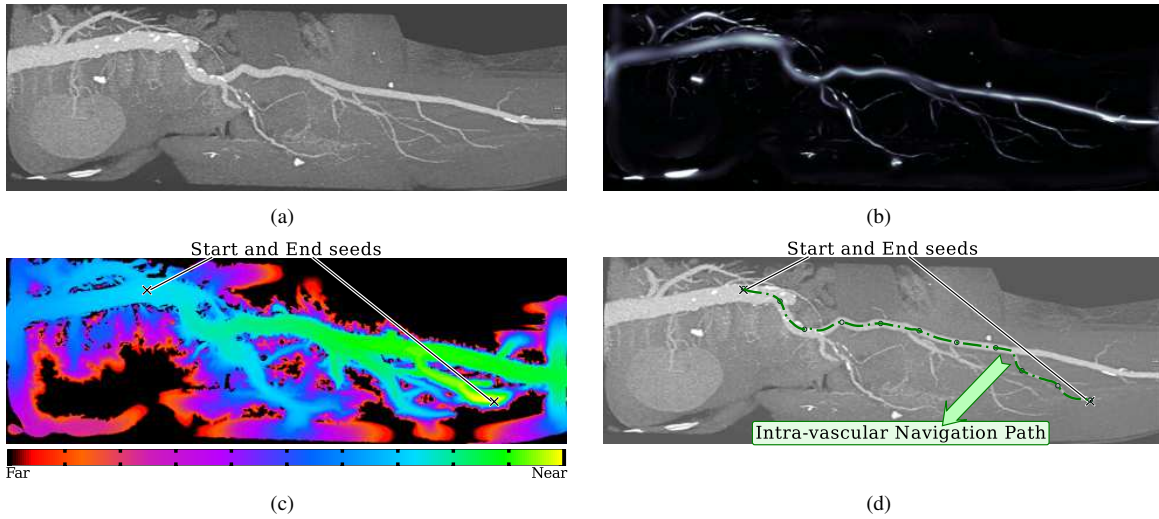 (a)
(b)
Start and End seeds
Start and End seeds
Intra-vascular Navigation Path
Far
Near
(c)
(d)